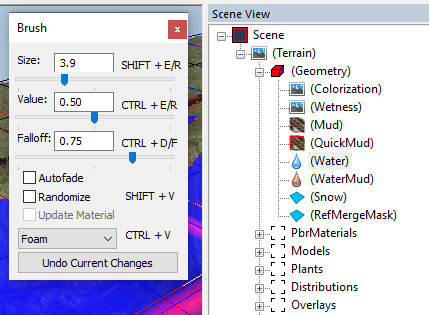 Brush
x
Size: 3.9 SHIFT + E/R
Value: 0.50 CTRL + E/R
Falloff: 0.75 CTRL + D/F
Autofade
Randomize SHIFT + V
Update Material
Foam CTRL + V
Undo Current Changes
Scene View
Scene
(Terrain)
(Geometry)
(Colorization)
(Wetness)
(Mud)
(QuickMud)
(Water)
(WaterMud)
(Snow)
(RefMergeMask)
PbrMaterials
Models
Plants
Distributions
Overlays